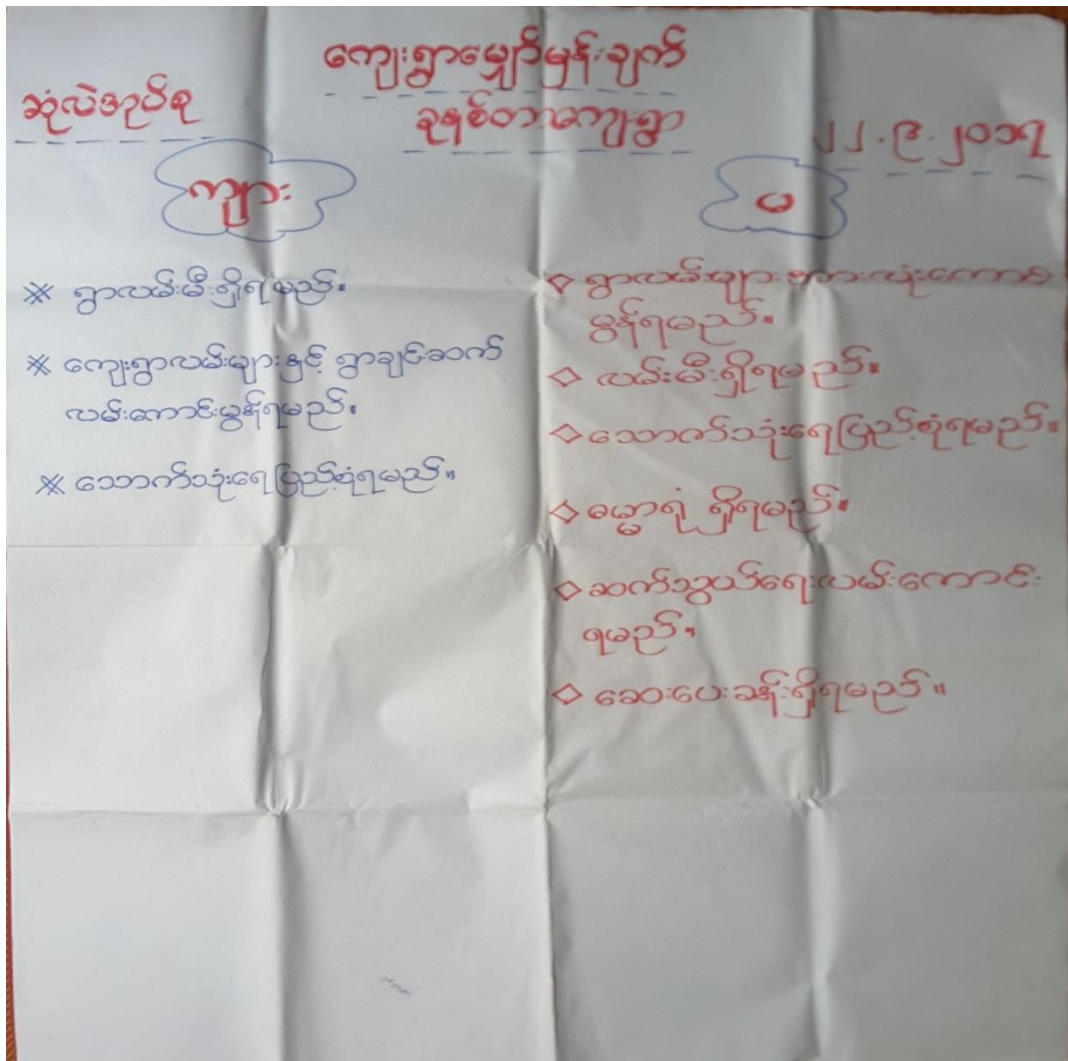 ကျေးရွာမျှော်မှန်းချက်
ဆုံလဲအုပ်စု
ခုနစ်တာကျေးရွာ
၂၂.၉.၂၀၁၇
ကျား
※ ရွာလမ်းမီးရှိရမည်။
※ ကျေးရွာလမ်းများနှင့် ရွာချင်းဆက်
လမ်းကောင်းမွန်ရမည်။
※ သောက်သုံးရေပြည့်စုံရမည်။
မ
◇ ရွာလမ်းများအားလုံးကောင်း
မွန်ရမည်။
◇ လမ်းမီးရှိရမည်။
◇ သောက်သုံးရေပြည့်စုံရမည်။
◇ ဓမ္မာရုံ ရှိရမည်။
◇ ဆက်သွယ်ရေးလမ်းကောင်း
ရမည်။
◇ ဆေးပေးခန်းရှိရမည်။